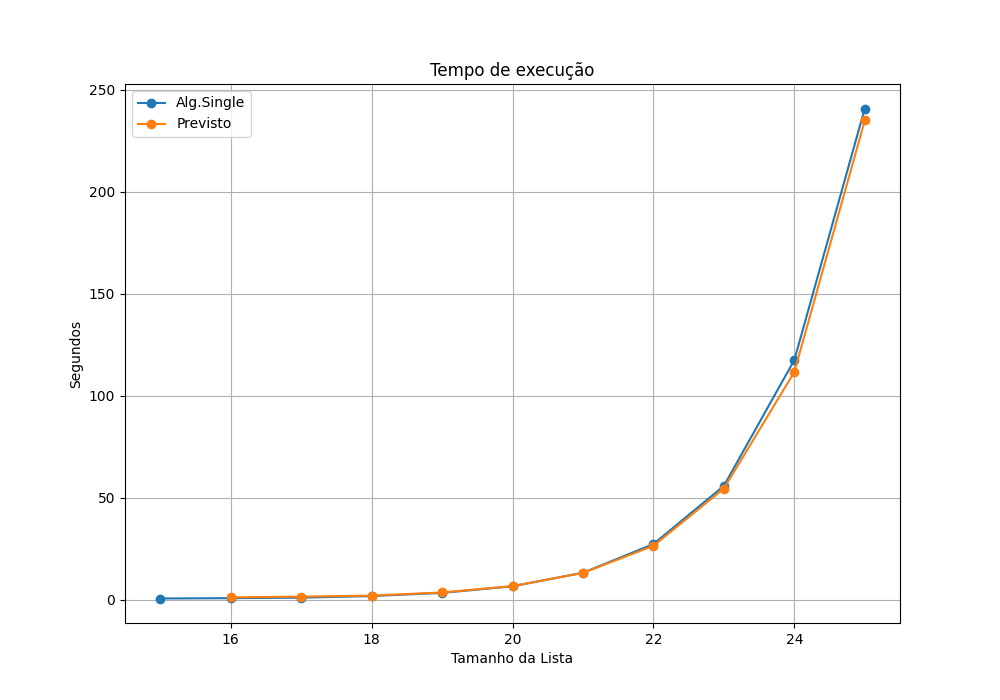 Tempo de execução
Alg.Single
Previsto
250
200
150
100
50
0
Segundos
16 18 20 22 24
Tamanho da Lista